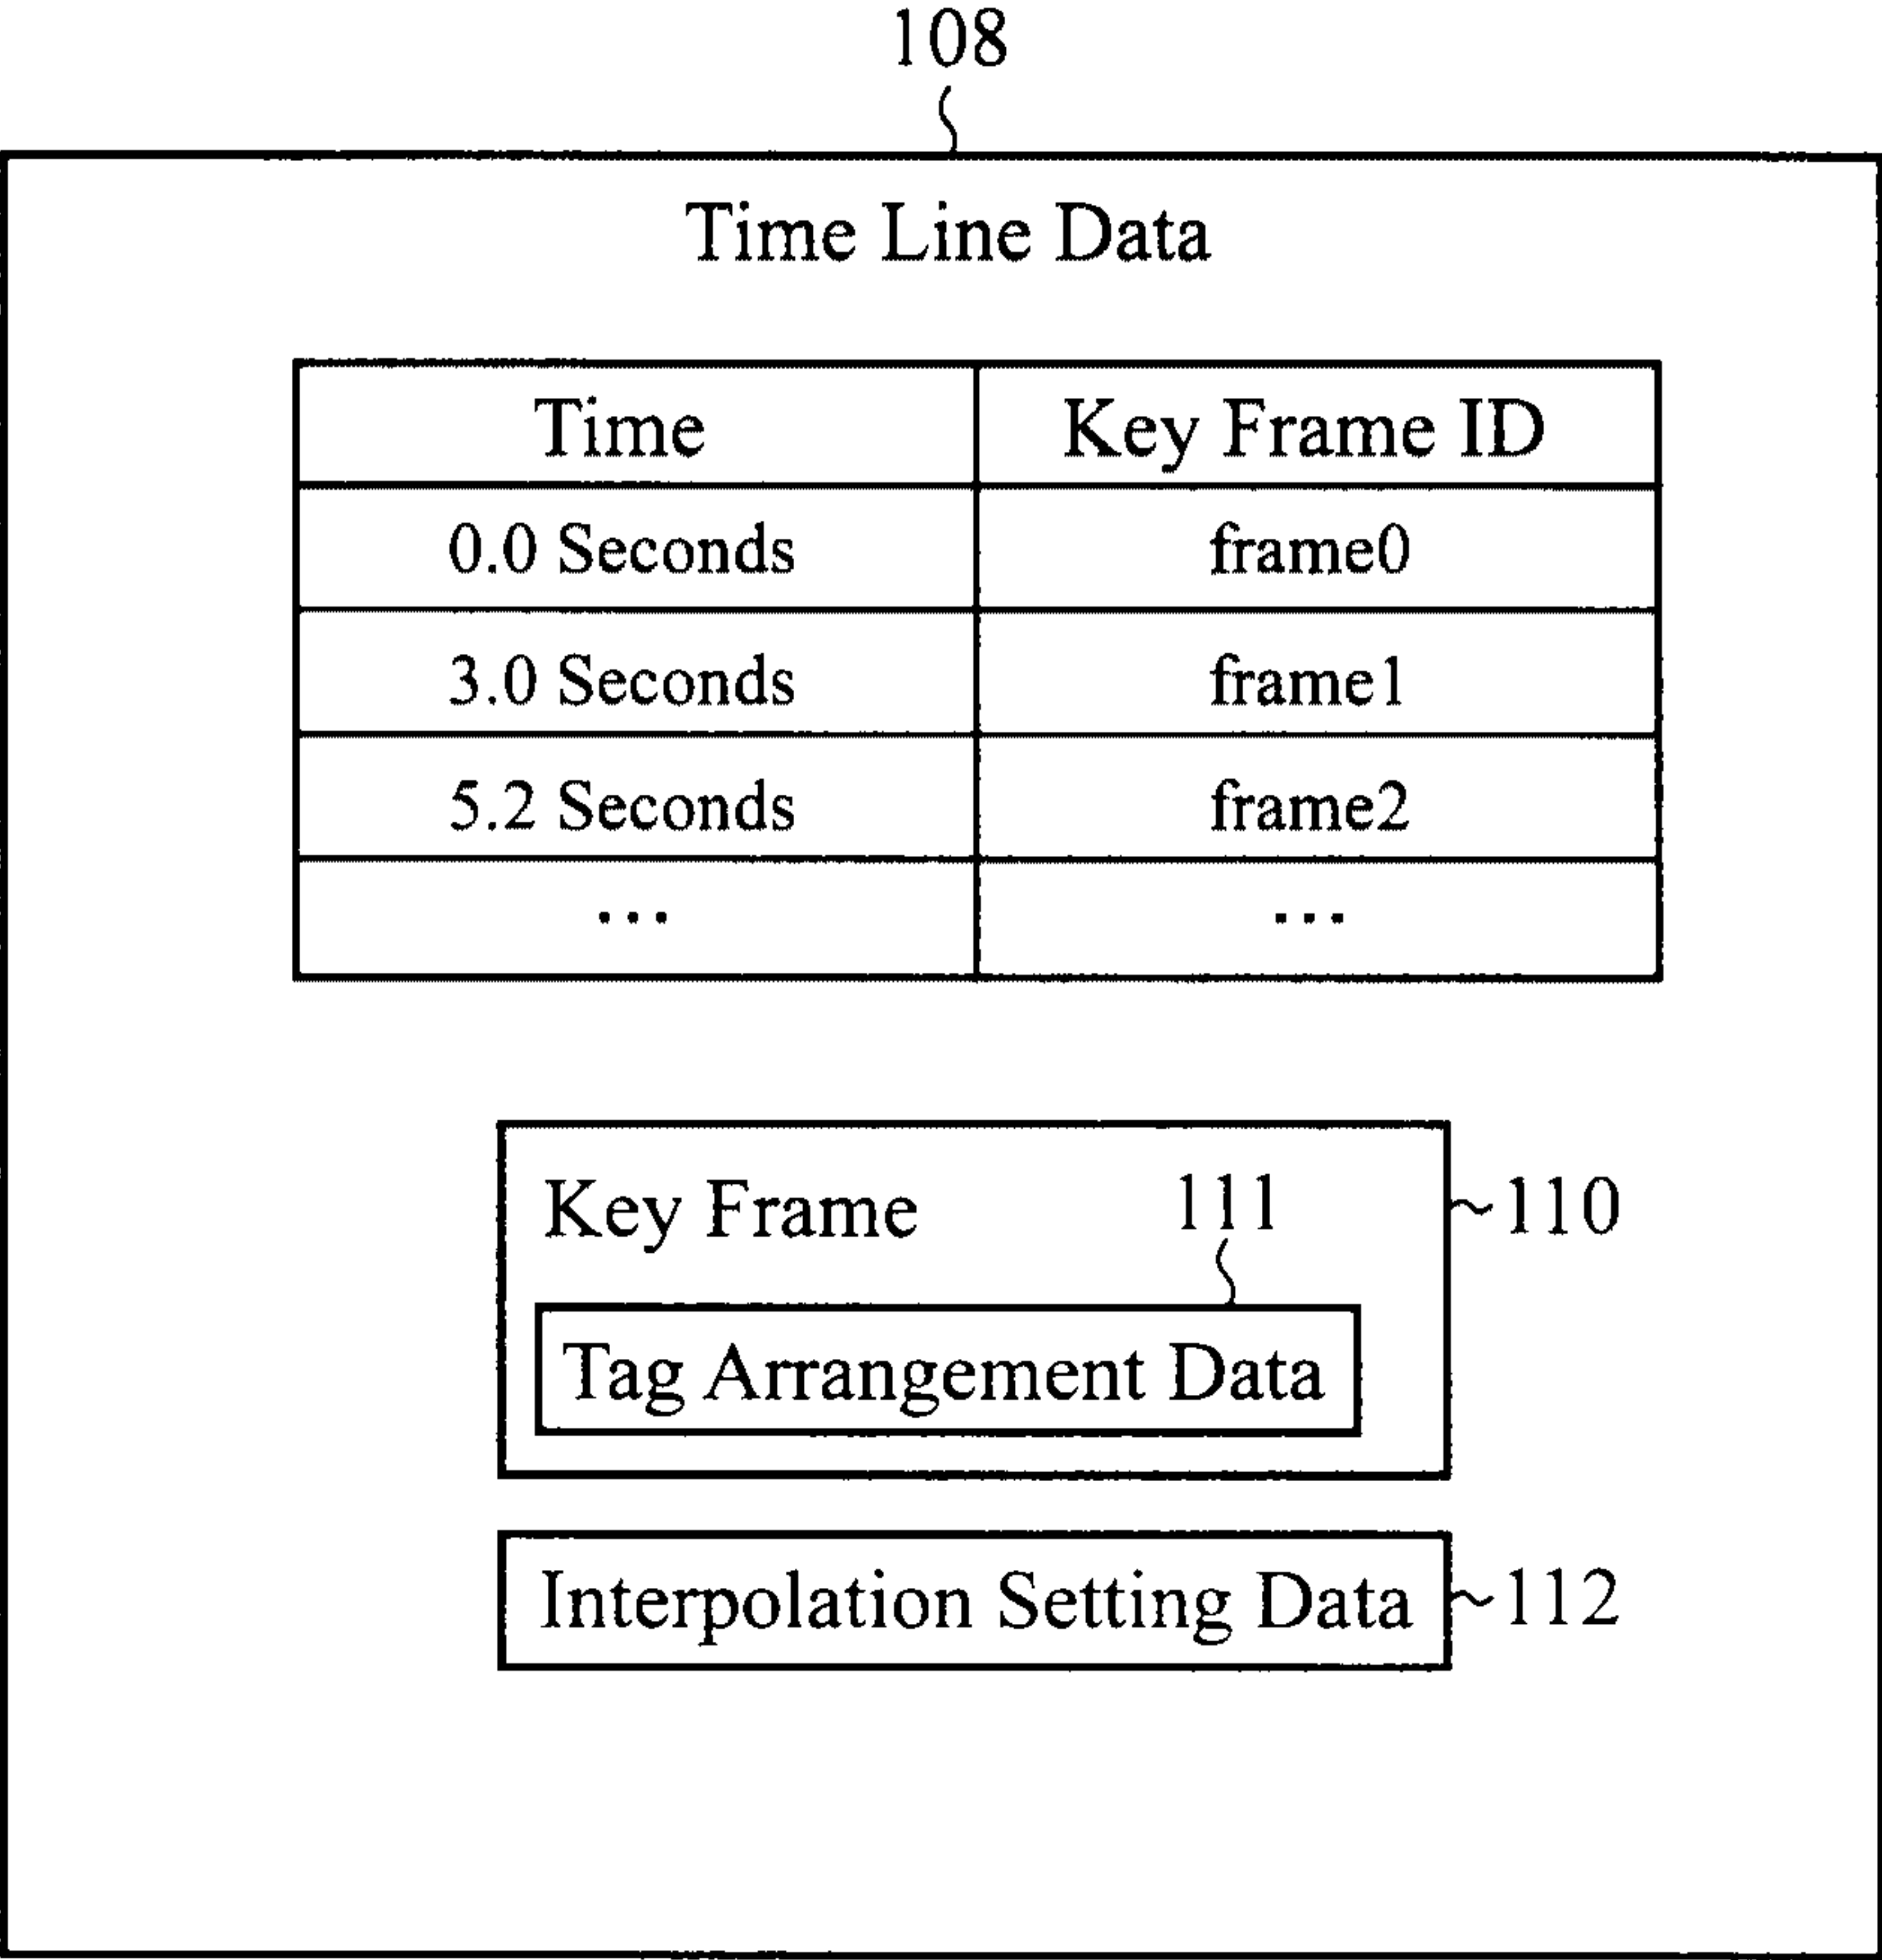 108
Time Line Data
Time Key Frame ID
0.0 Seconds frame0
3.0 Seconds frame1
5.2 Seconds frame2
... ...
Key Frame 111 110
Tag Arrangement Data
Interpolation Setting Data 112